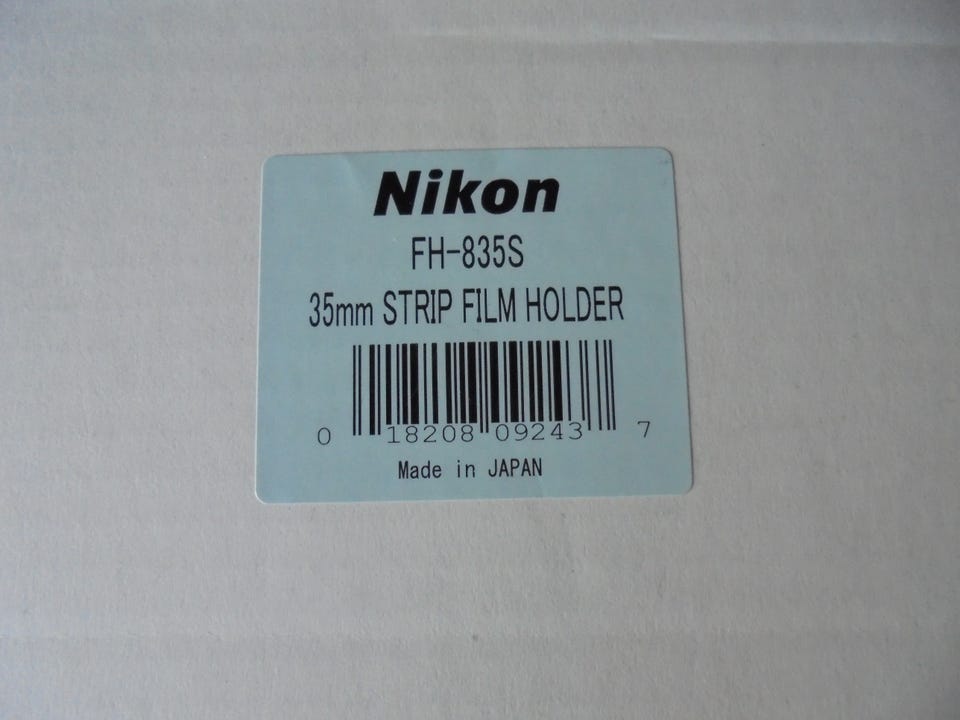 Nikon
FH-835S
35mm STRIP FILM HOLDER
0 18208 09243 7
Made in JAPAN